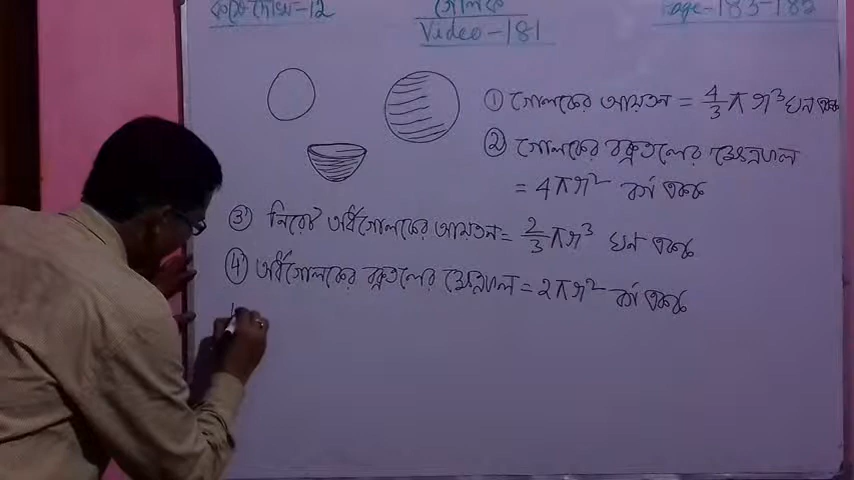 কষে দেখি-12
গোলক
Video-181
Page-183-182
① গোলকের আয়তন = 4/3 π r³ ঘন একক
② গোলকের বক্রতলের ক্ষেত্রফল
= 4πr² বর্গ একক
③ নিরেট অর্ধগোলকের আয়তন = 2/3 πr³ ঘন একক
④ অর্ধগোলকের বক্রতলের ক্ষেত্রফল = 2πr² বর্গ একক